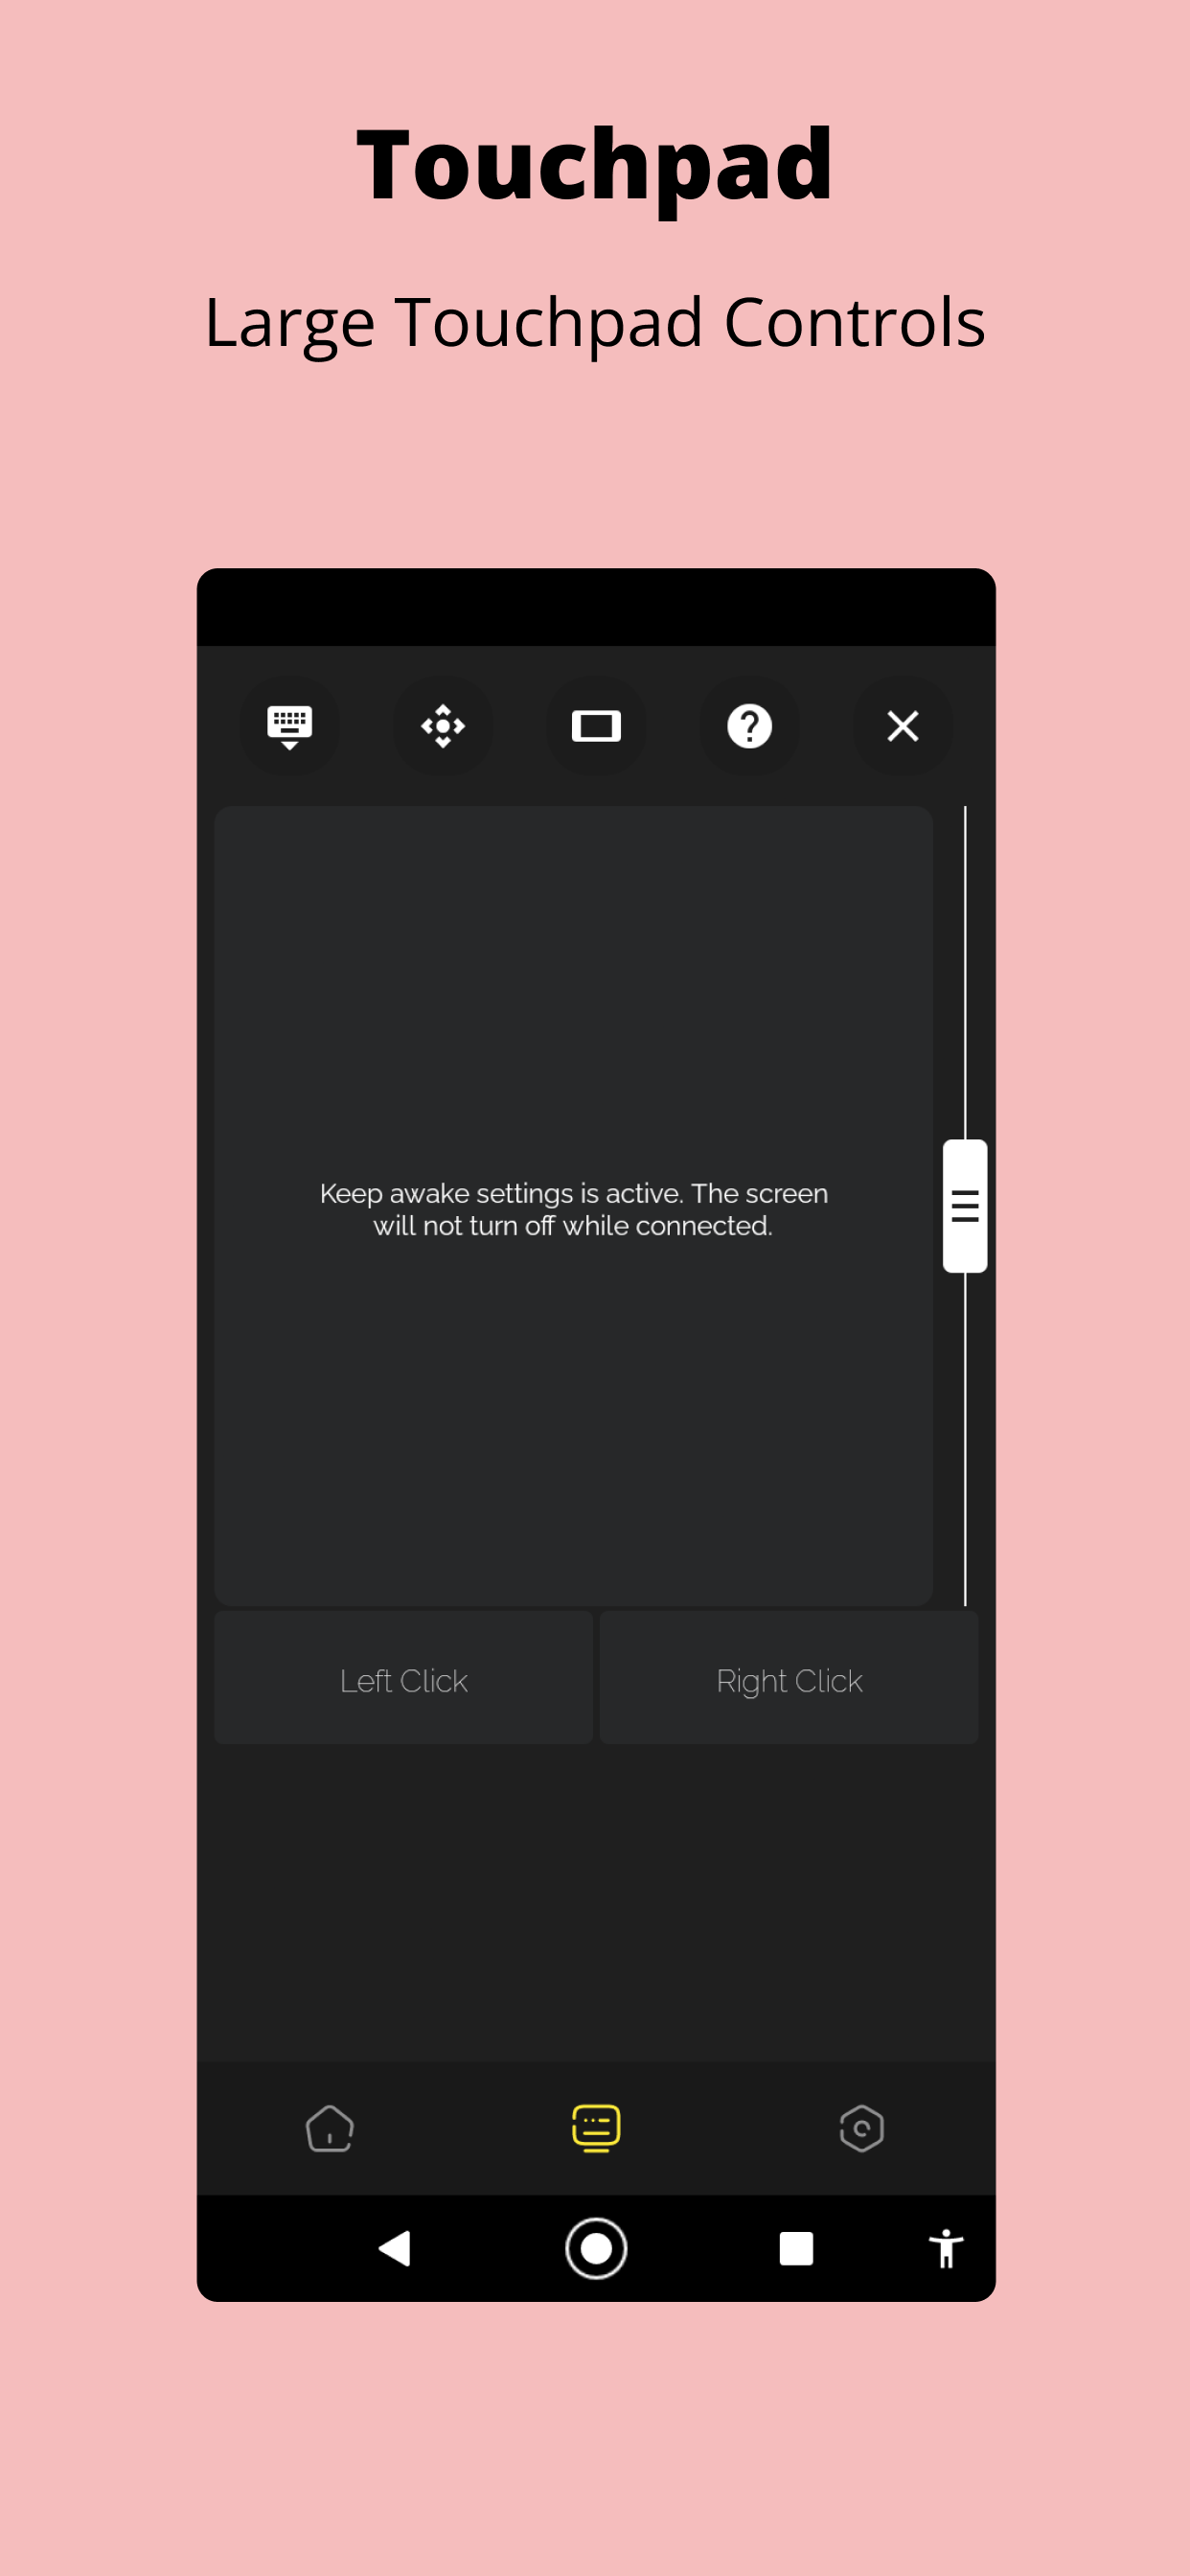 Touchpad
Large Touchpad Controls
Keep awake settings is active. The screen
will not turn off while connected.
Left Click
Right Click